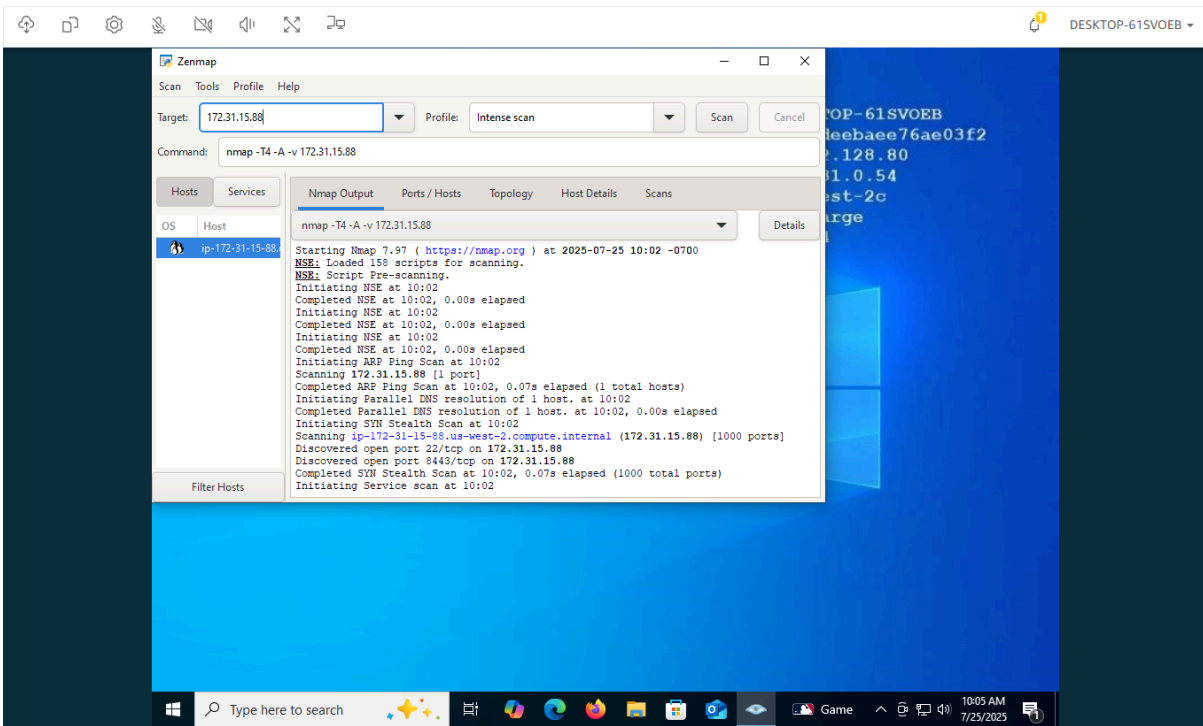 1
DESKTOP-61SVOEB
Zenmap
Scan Tools Profile Help
Target: 172.31.15.88 Profile: Intense scan Scan Cancel
Command: nmap -T4 -A -v 172.31.15.88
Hosts Services
Nmap Output Ports / Hosts Topology Host Details Scans
OS Host
nmap -T4 -A -v 172.31.15.88 Details
ip-172-31-15-88.
Starting Nmap 7.97 ( https://nmap.org ) at 2025-07-25 10:02 -0700
NSE: Loaded 158 scripts for scanning.
NSE: Script Pre-scanning.
Initiating NSE at 10:02
Completed NSE at 10:02, 0.00s elapsed
Initiating NSE at 10:02
Completed NSE at 10:02, 0.00s elapsed
Initiating NSE at 10:02
Completed NSE at 10:02, 0.00s elapsed
Initiating ARP Ping Scan at 10:02
Scanning 172.31.15.88 [1 port]
Completed ARP Ping Scan at 10:02, 0.07s elapsed (1 total hosts)
Initiating Parallel DNS resolution of 1 host. at 10:02
Completed Parallel DNS resolution of 1 host. at 10:02, 0.00s elapsed
Initiating SYN Stealth Scan at 10:02
Scanning ip-172-31-15-88.us-west-2.compute.internal (172.31.15.88) [1000 ports]
Discovered open port 22/tcp on 172.31.15.88
Discovered open port 8443/tcp on 172.31.15.88
Completed SYN Stealth Scan at 10:02, 0.07s elapsed (1000 total ports)
Initiating Service scan at 10:02
Filter Hosts
TOP-61SVOEB
deebaee76ae03f2
.128.80
31.0.54
est-2c
arge
Type here to search
Game
10:05 AM
7/25/2025
1